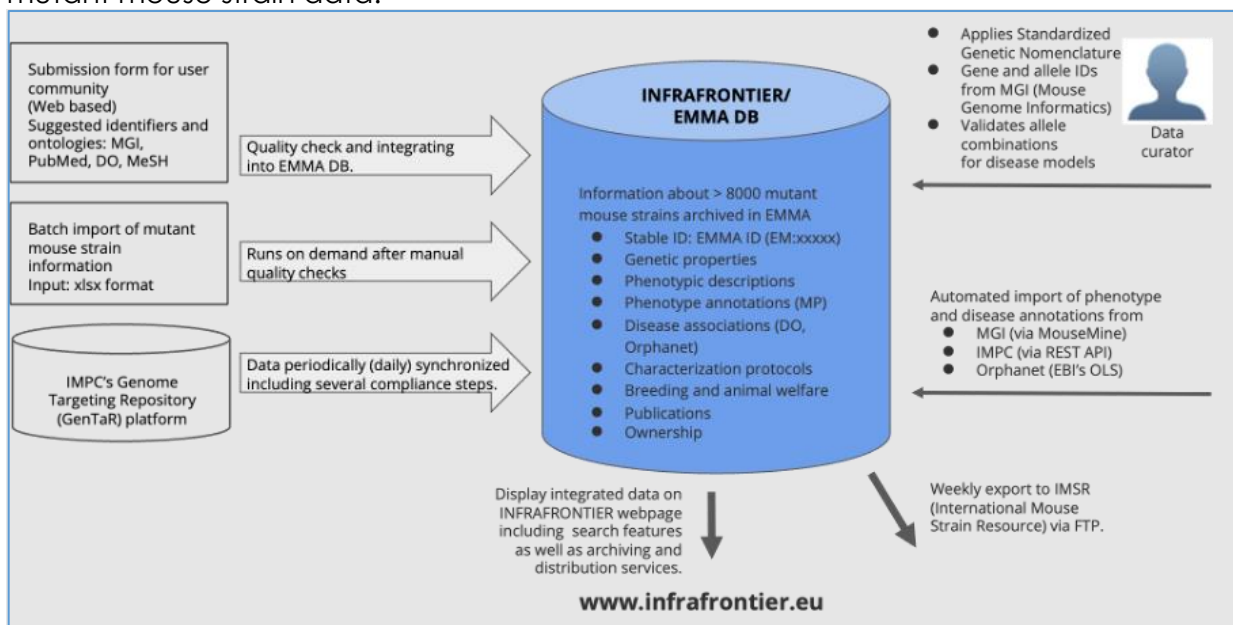 mutant mouse strain data.
Submission form for user
community
(Web based)
Suggested identifiers and
ontologies: MGI,
PubMed, DO, MeSH
Quality check and integrating
into EMMA DB.
Batch import of mutant
mouse strain
information
Input: xlsx format
Runs on demand after manual
quality checks
IMPC's Genome
Targeting Repository
(GenTaR) platform
Data periodically (daily) synchronized
including several compliance steps.
INFRAFRONTIER/
EMMA DB
Information about > 8000 mutant
mouse strains archived in EMMA
● Stable ID: EMMA ID (EM:xxxxx)
● Genetic properties
● Phenotypic descriptions
● Phenotype annotations (MP)
● Disease associations (DO,
Orphanet)
● Characterization protocols
● Breeding and animal welfare
● Publications
● Ownership
● Applies Standardized
Genetic Nomenclature
● Gene and allele IDs
from MGI (Mouse
Genome Informatics)
● Validates allele
combinations
for disease models
Data
curator
Automated import of phenotype
and disease annotations from
● MGI (via MouseMine)
● IMPC (via REST API)
● Orphanet (EBI's OLS)
Display integrated data on
INFRAFRONTIER webpage
including search features
as well as archiving and
distribution services.
Weekly export to IMSR
(International Mouse
Strain Resource) via FTP.
www.infrafrontier.eu